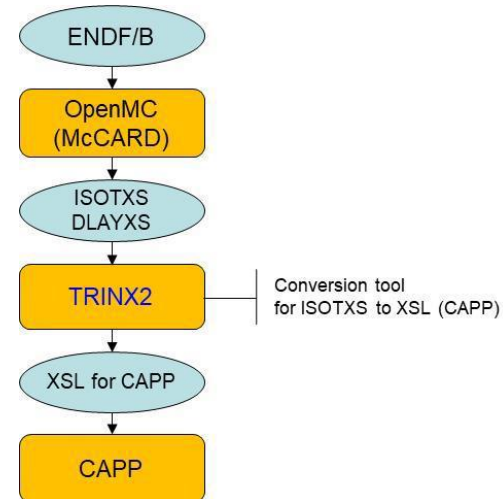 ENDF/B
OpenMC
(McCARD)
ISOTXS
DLAYXS
TRINX2
Conversion tool
for ISOTXS to XSL (CAPP)
XSL for CAPP
CAPP